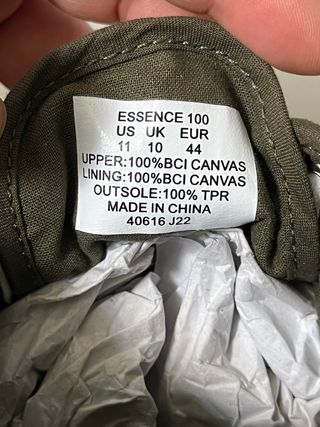 ESSENCE 100
US UK EUR
11 10 44
UPPER:100%BCI CANVAS
LINING:100%BCI CANVAS
OUTSOLE:100% TPR
MADE IN CHINA
40616 J22